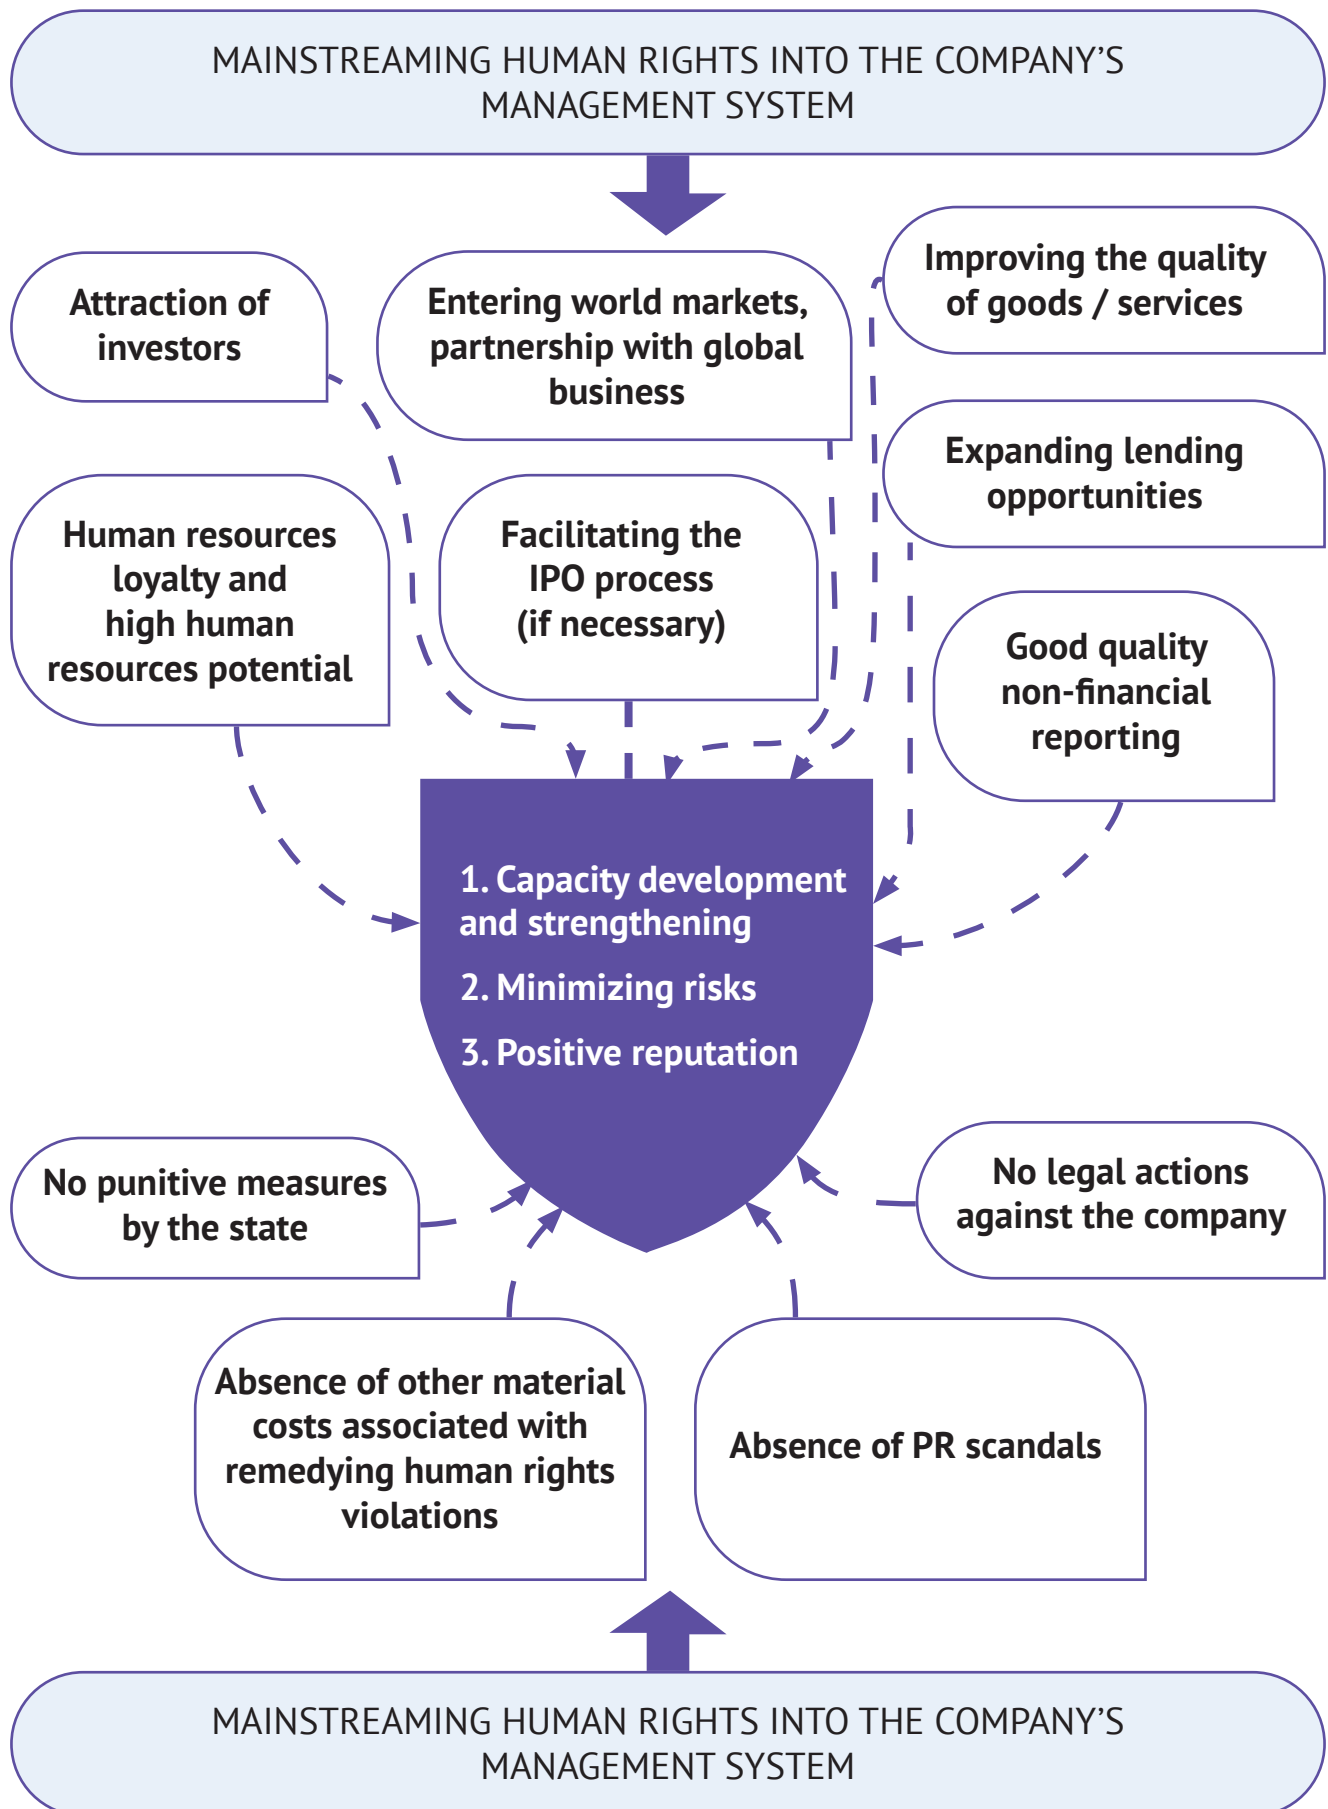 MAINSTREAMING HUMAN RIGHTS INTO THE COMPANY’S
MANAGEMENT SYSTEM
Attraction of
investors
Entering world markets,
partnership with global
business
Improving the quality
of goods / services
Expanding lending
opportunities
Human resources
loyalty and
high human
resources potential
Facilitating the
IPO process
(if necessary)
Good quality
non-financial
reporting
1. Capacity development
and strengthening
2. Minimizing risks
3. Positive reputation
No punitive measures
by the state
No legal actions
against the company
Absence of other material
costs associated with
remedying human rights
violations
Absence of PR scandals
MAINSTREAMING HUMAN RIGHTS INTO THE COMPANY’S
MANAGEMENT SYSTEM